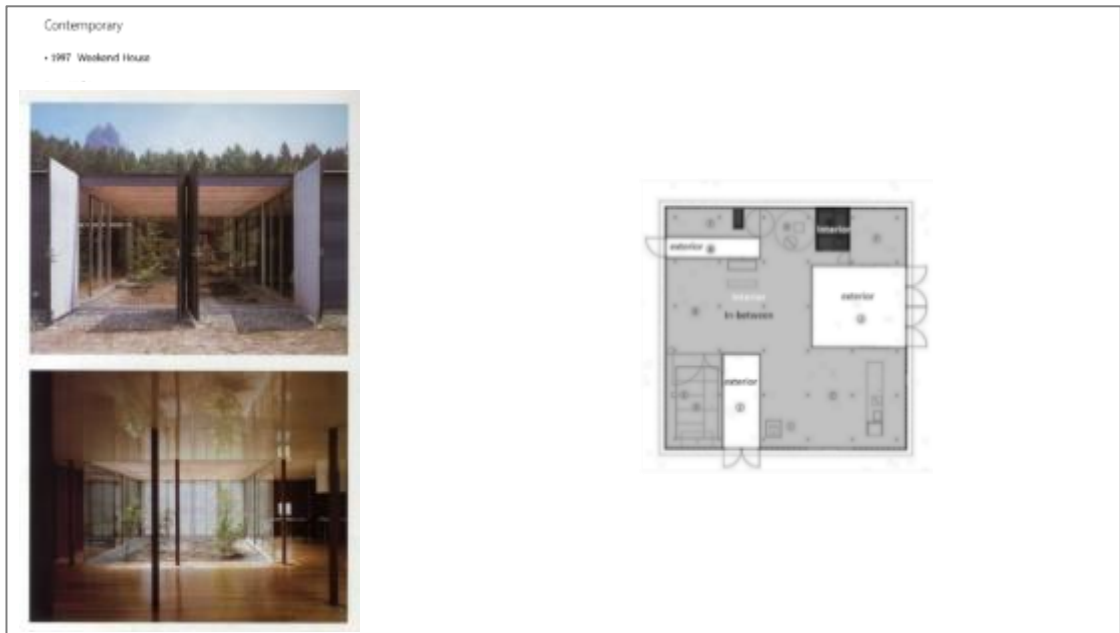 Contemporary
• 1997 Weekend House
interior
exterior
interior
exterior
in-between
exterior